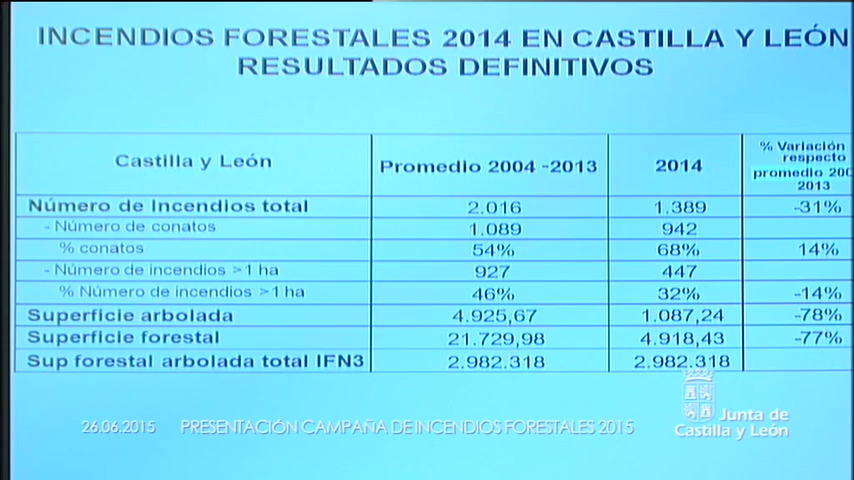 INCENDIOS FORESTALES 2014 EN CASTILLA Y LEÓN
RESULTADOS DEFINITIVOS
Castilla y León Promedio 2004 -2013 2014 % Variación respecto promedio 2013
Número de Incendios total 2.016 1.389 -31%
- Número de conatos 1.089 942
% conatos 54% 68% 14%
- Número de incendios >1 ha 927 447
% Número de incendios >1 ha 46% 32% -14%
Superficie arbolada 4.925,67 1.087,24 -78%
Superficie forestal 21.729,98 4.918,43 -77%
Sup forestal arbolada total IFN3 2.982.318 2.982.318
26.06.2015 PRESENTACIÓN CAMPAÑA DE INCENDIOS FORESTALES 2015
Junta de
Castilla y León